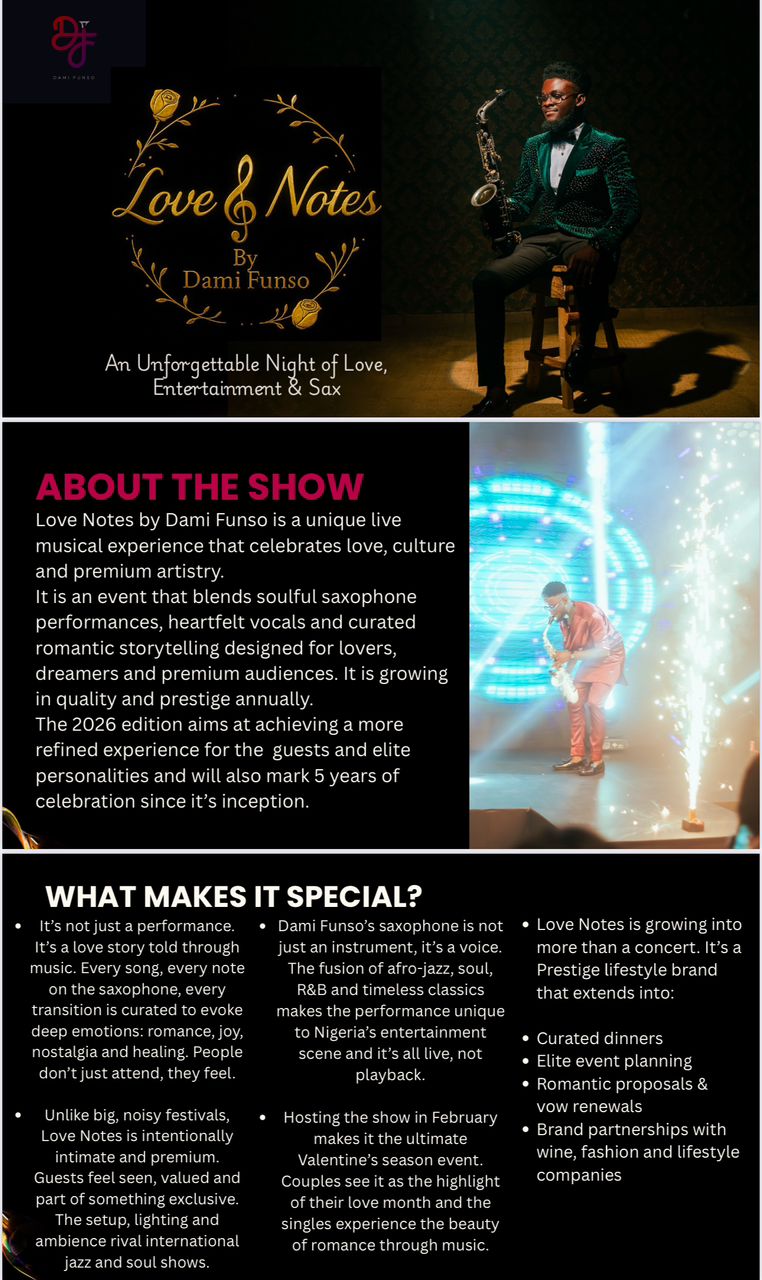 DAMI FUNSO
Love Notes
By
Dami Funso
An Unforgettable Night of Love,
Entertainment & Sax
ABOUT THE SHOW
Love Notes by Dami Funso is a unique live
musical experience that celebrates love, culture
and premium artistry.
It is an event that blends soulful saxophone
performances, heartfelt vocals and curated
romantic storytelling designed for lovers,
dreamers and premium audiences. It is growing
in quality and prestige annually.
The 2026 edition aims at achieving a more
refined experience for the  guests and elite
personalities and will also mark 5 years of
celebration since it’s inception.
WHAT MAKES IT SPECIAL?
• It’s not just a performance.
It’s a love story told through
music. Every song, every note
on the saxophone, every
transition is curated to evoke
deep emotions: romance, joy,
nostalgia and healing. People
don’t just attend, they feel.
• Unlike big, noisy festivals,
Love Notes is intentionally
intimate and premium.
Guests feel seen, valued and
part of something exclusive.
The setup, lighting and
ambience rival international
jazz and soul shows.
• Dami Funso’s saxophone is not
just an instrument, it’s a voice.
The fusion of afro-jazz, soul,
R&B and timeless classics
makes the performance unique
to Nigeria’s entertainment
scene and it’s all live, not
playback.
• Hosting the show in February
makes it the ultimate
Valentine’s season event.
Couples see it as the highlight
of their love month and the
singles experience the beauty
of romance through music.
• Love Notes is growing into
more than a concert. It’s a
Prestige lifestyle brand
that extends into:
• Curated dinners
• Elite event planning
• Romantic proposals &
vow renewals
• Brand partnerships with
wine, fashion and lifestyle
companies